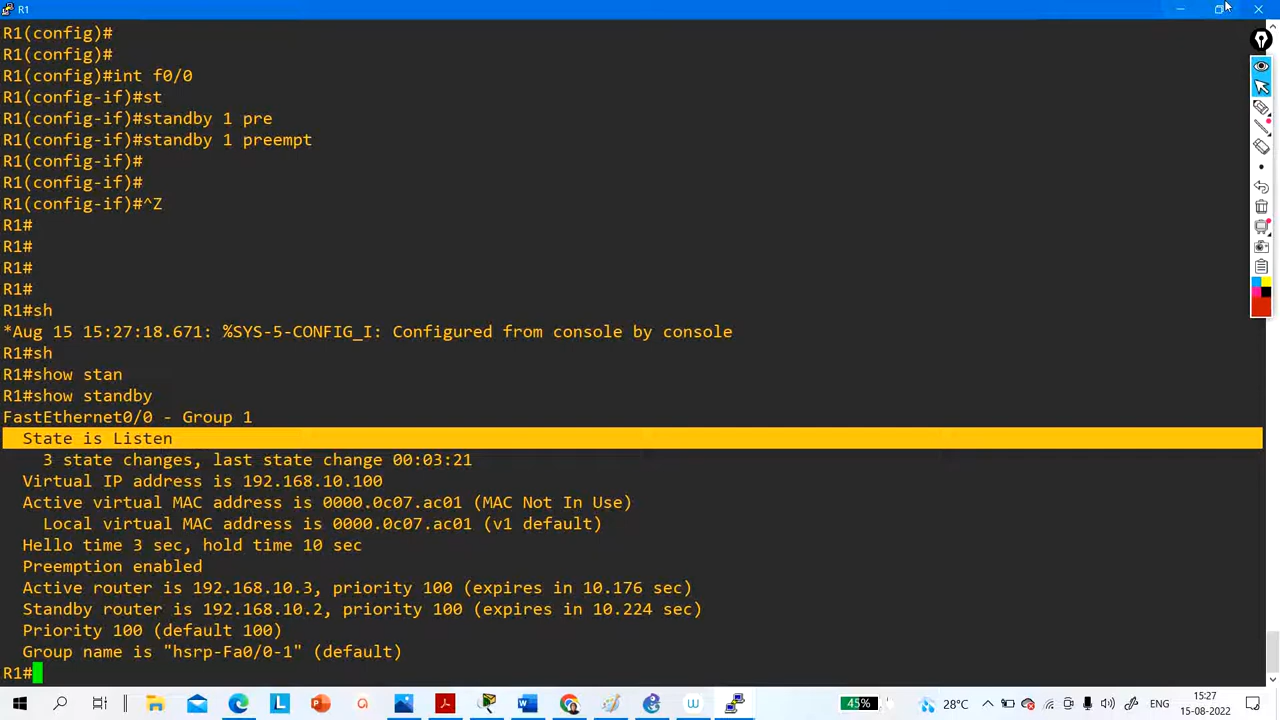 R1
R1(config)#
R1(config)#
R1(config)#int f0/0
R1(config-if)#st
R1(config-if)#standby 1 pre
R1(config-if)#standby 1 preempt
R1(config-if)#
R1(config-if)#
R1(config-if)#^Z
R1#
R1#
R1#
R1#
R1#sh
*Aug 15 15:27:18.671: %SYS-5-CONFIG_I: Configured from console by console
R1#sh
R1#show stan
R1#show standby
FastEthernet0/0 - Group 1
State is Listen
3 state changes, last state change 00:03:21
Virtual IP address is 192.168.10.100
Active virtual MAC address is 0000.0c07.ac01 (MAC Not In Use)
Local virtual MAC address is 0000.0c07.ac01 (v1 default)
Hello time 3 sec, hold time 10 sec
Preemption enabled
Active router is 192.168.10.3, priority 100 (expires in 10.176 sec)
Standby router is 192.168.10.2, priority 100 (expires in 10.224 sec)
Priority 100 (default 100)
Group name is "hsrp-Fa0/0-1" (default)
R1#
45% 28°C ENG 15:27
15-08-2022